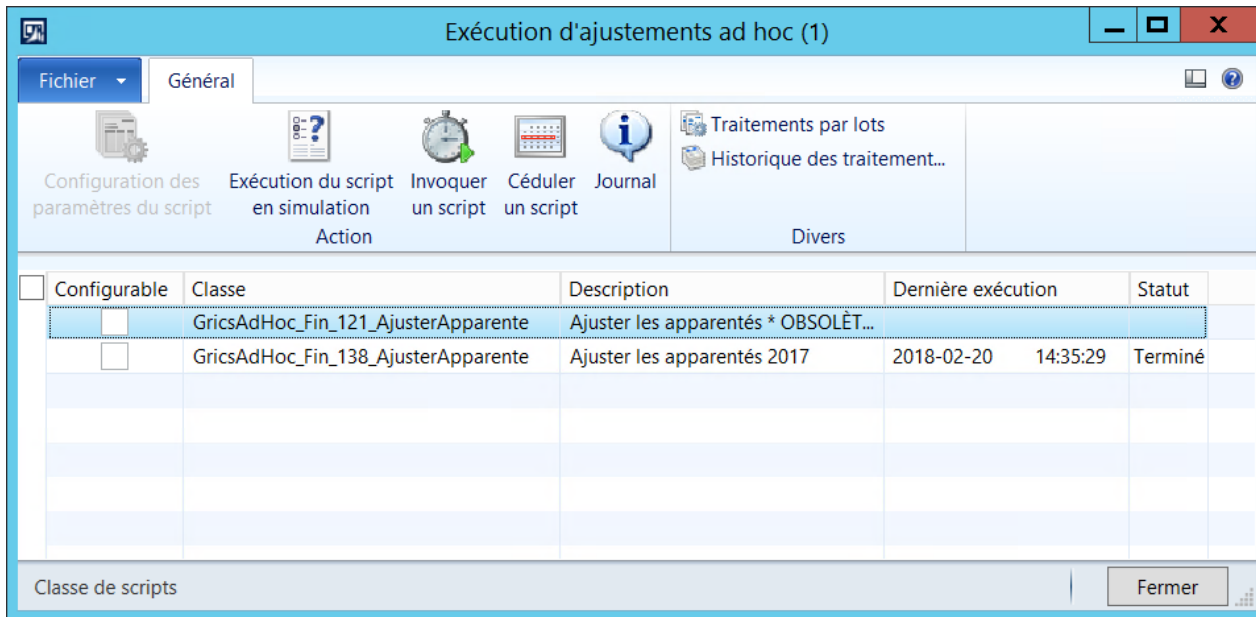 Exécution d'ajustements ad hoc (1)
Fichier
Général
Configuration des
paramètres du script
Exécution du script
en simulation
Invoquer
un script
Céduler
un script
Journal
Action
Traitements par lots
Historique des traitement...
Divers
Configurable Classe Description Dernière exécution Statut
GricsAdHoc_Fin_121_AjusterApparente Ajuster les apparentés * OBSOLÈT...
GricsAdHoc_Fin_138_AjusterApparente Ajuster les apparentés 2017 2018-02-20 14:35:29 Terminé
Classe de scripts
Fermer